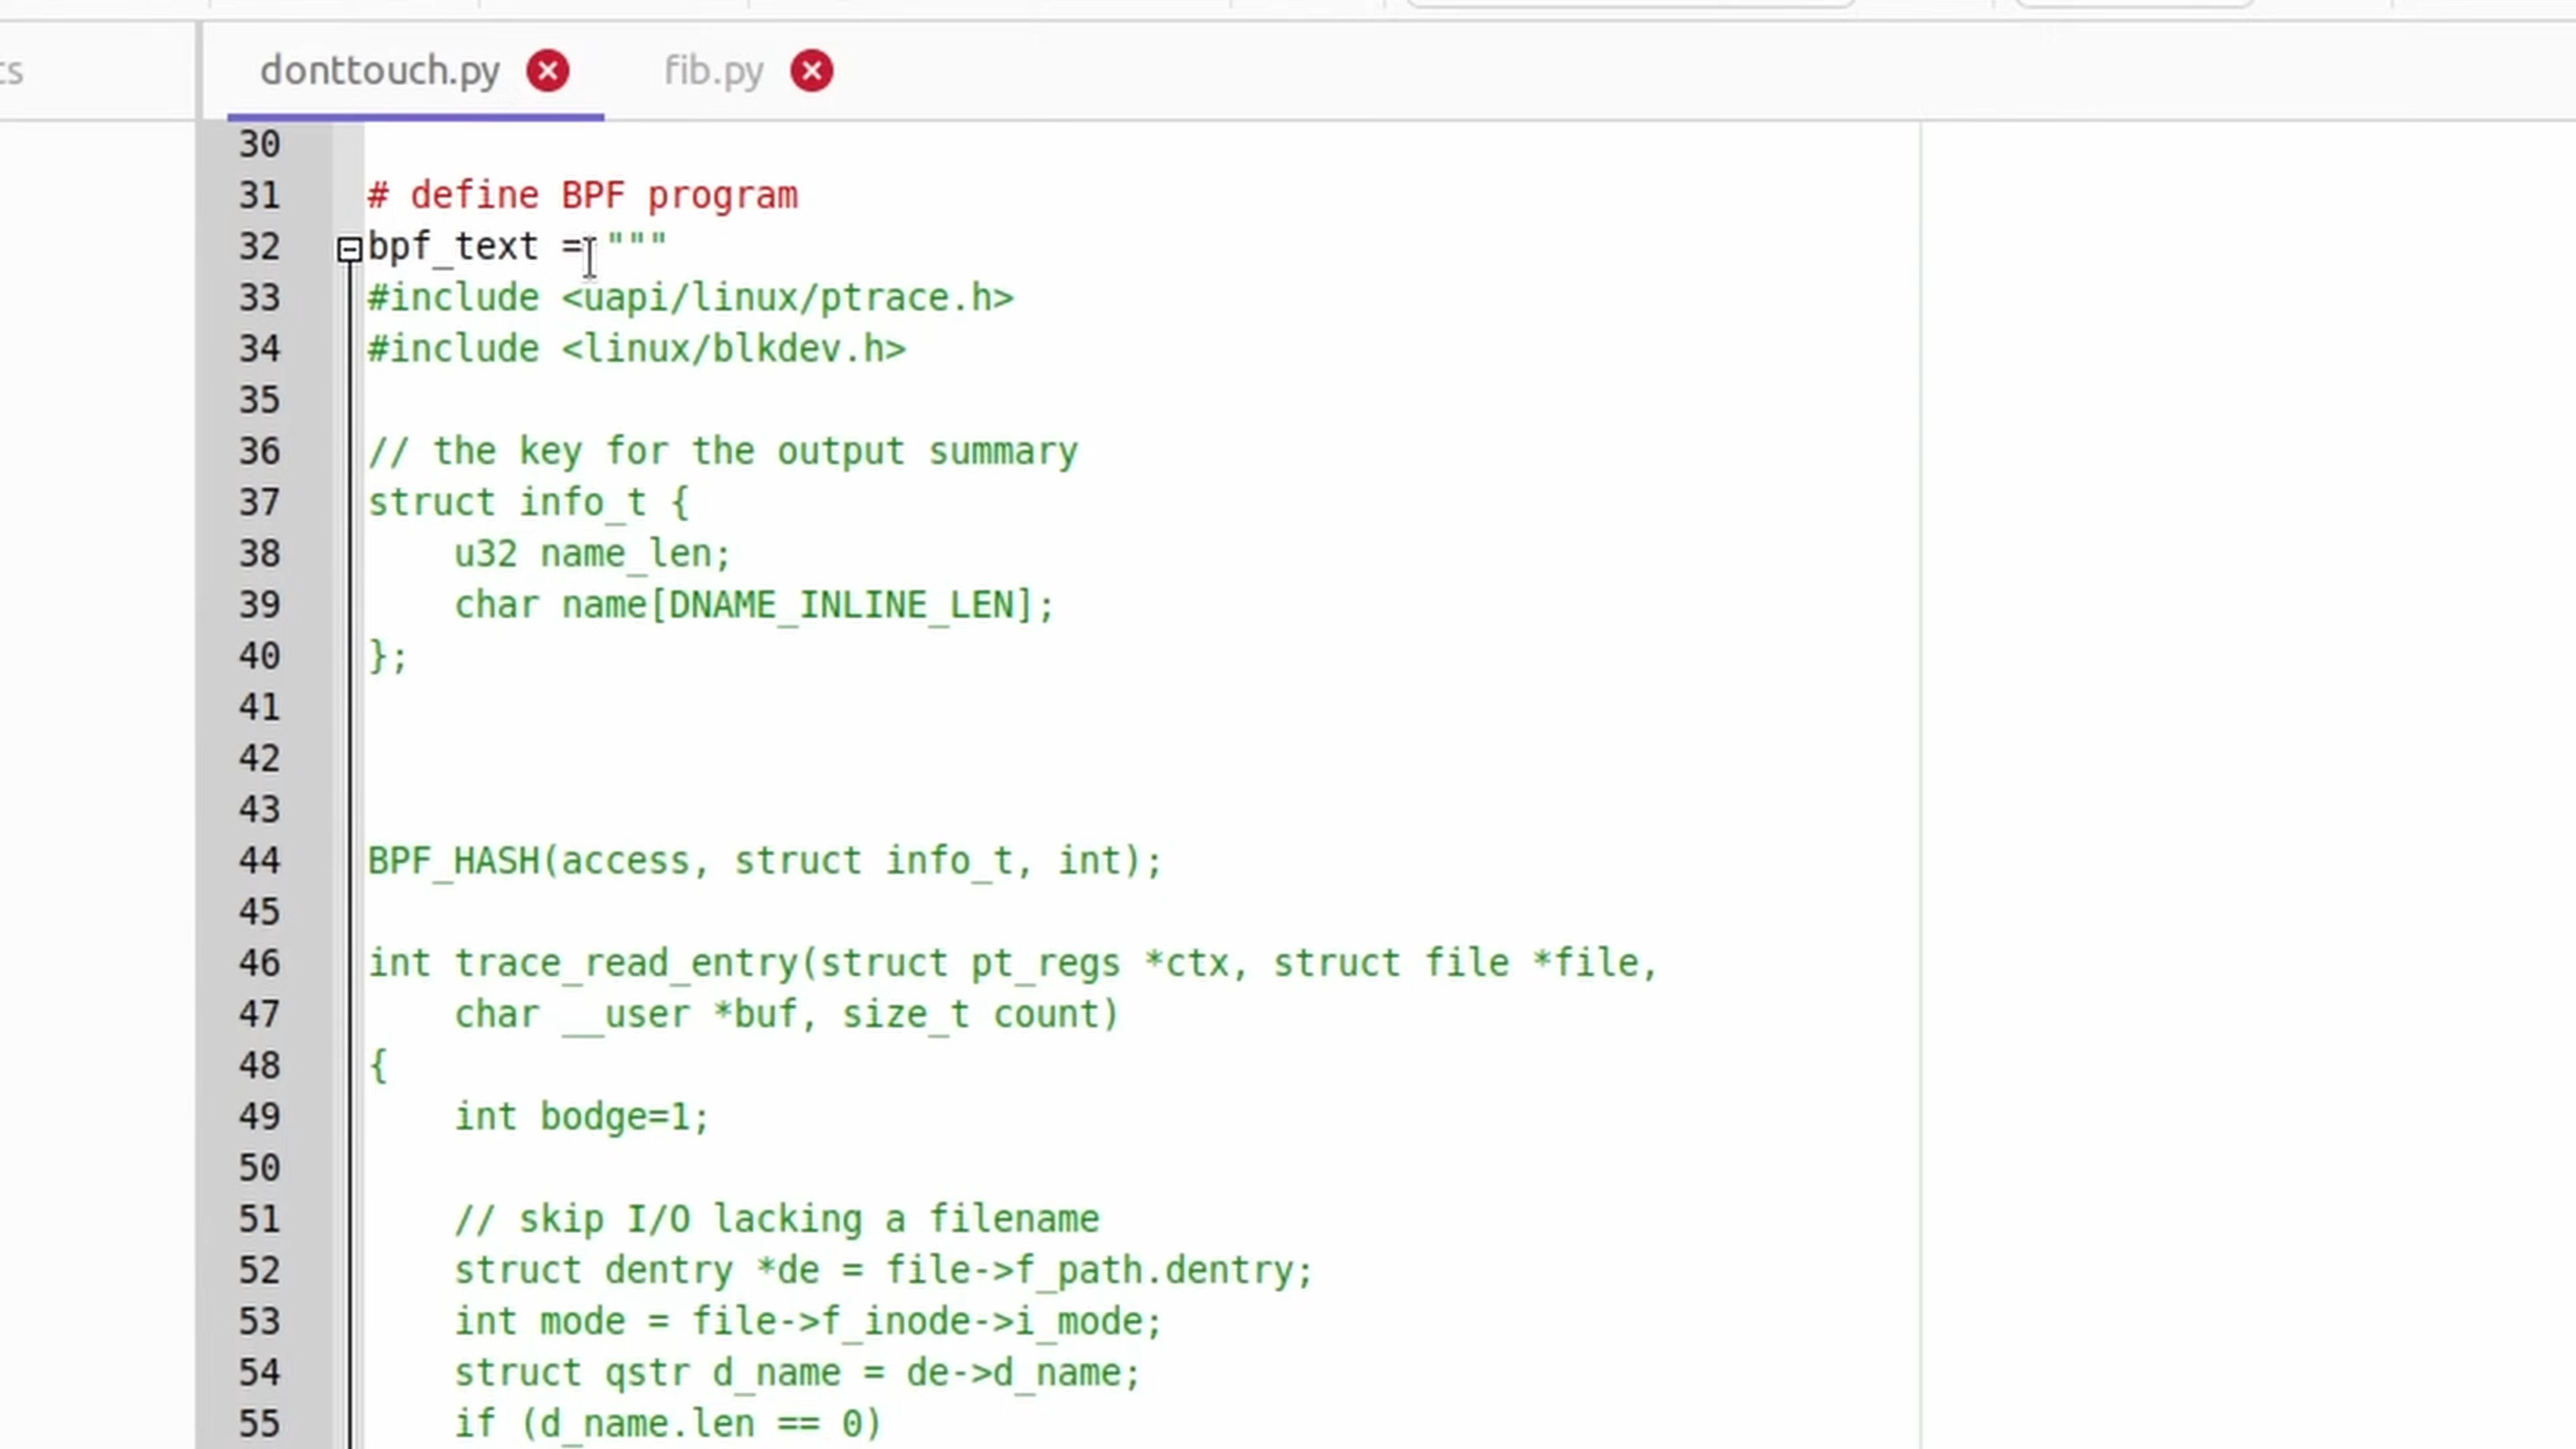 ts
donttouch.py
fib.py
30
31 # define BPF program
32 bpf_text = """
33 #include <uapi/linux/ptrace.h>
34 #include <linux/blkdev.h>
35
36 // the key for the output summary
37 struct info_t {
38     u32 name_len;
39     char name[DNAME_INLINE_LEN];
40 };
41
42
43
44 BPF_HASH(access, struct info_t, int);
45
46 int trace_read_entry(struct pt_regs *ctx, struct file *file,
47     char __user *buf, size_t count)
48 {
49     int bodge=1;
50
51     // skip I/O lacking a filename
52     struct dentry *de = file->f_path.dentry;
53     int mode = file->f_inode->i_mode;
54     struct qstr d_name = de->d_name;
55     if (d_name.len == 0)